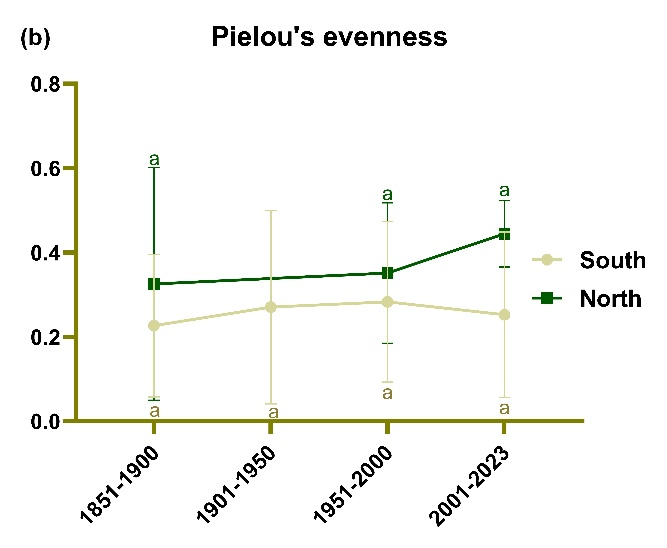 (b)
Pielou's evenness
0.8
0.6
0.4
0.2
0.0
a
a
a
a
a
a
a
South
North
1851-1900
1901-1950
1951-2000
2001-2023